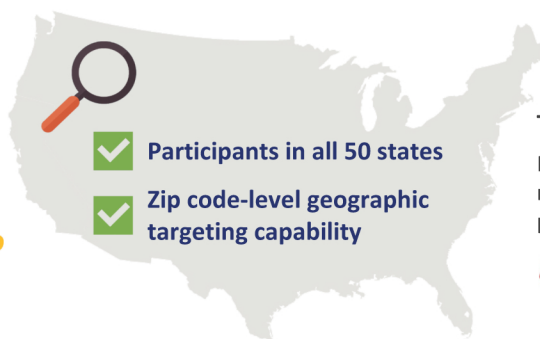 Participants in all 50 states
Zip code-level geographic
targeting capability